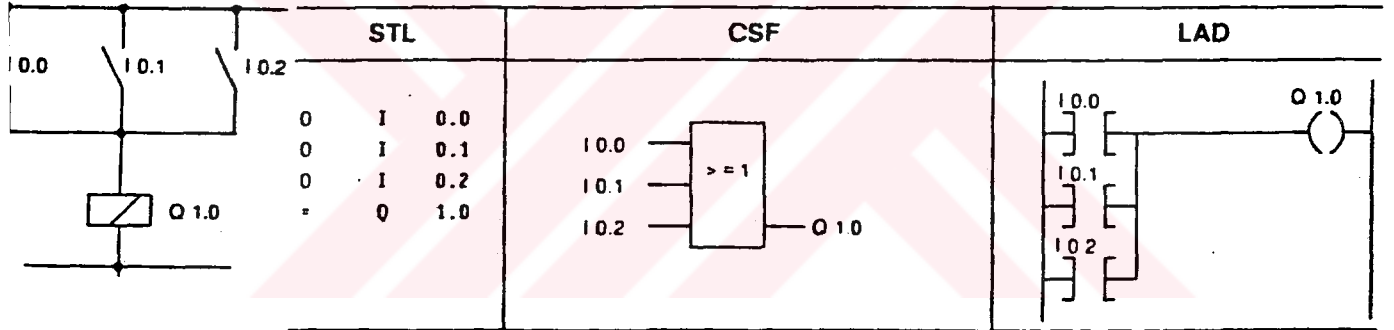 STL CSF LAD
I 0.0 I 0.1 I 0.2
Q 1.0
O I 0.0
O I 0.1
O I 0.2
= Q 1.0
I 0.0
>=1
I 0.1
I 0.2 Q 1.0
I 0.0 Q 1.0
I 0.1
I 0.2